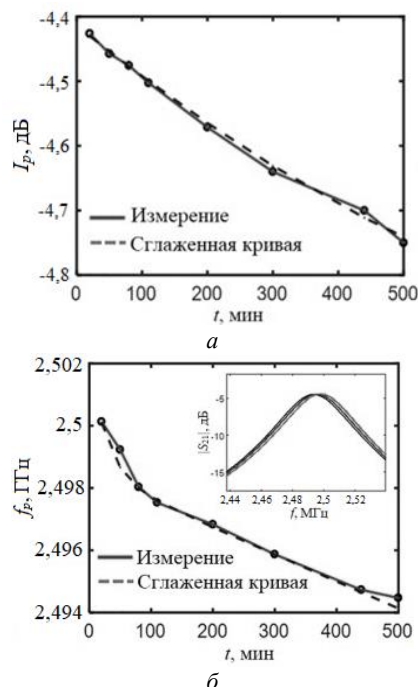 -4,4
-4,5
-4,6
-4,7
-4,8
I_p, дБ
Измерение
Сглаженная кривая
0 100 200 300 400 500
t, мин
а
2,502
2,5
2,498
2,496
2,494
f_p, ГГц
-5
-10
-15
|S_21|, дБ
2,44 2,46 2,48 2,5 2,52
f, МГц
Измерение
Сглаженная кривая
0 100 200 300 400 500
t, мин
б